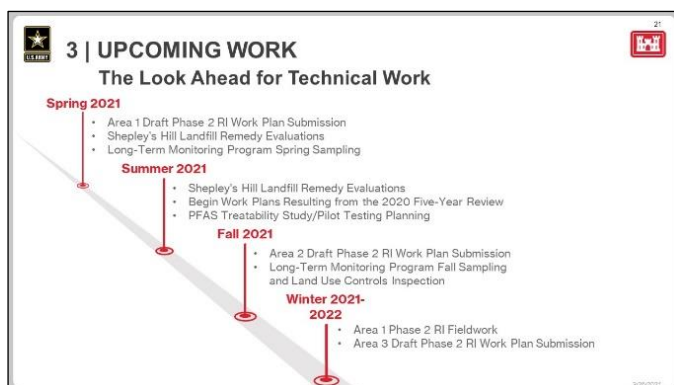 21
U.S. ARMY
3 | UPCOMING WORK
The Look Ahead for Technical Work
Spring 2021
• Area 1 Draft Phase 2 RI Work Plan Submission
• Shepley's Hill Landfill Remedy Evaluations
• Long-Term Monitoring Program Spring Sampling
Summer 2021
• Shepley's Hill Landfill Remedy Evaluations
• Begin Work Plans Resulting from the 2020 Five-Year Review
• PFAS Treatability Study/Pilot Testing Planning
Fall 2021
• Area 2 Draft Phase 2 RI Work Plan Submission
• Long-Term Monitoring Program Fall Sampling
and Land Use Controls Inspection
Winter 2021-
2022
• Area 1 Phase 2 RI Fieldwork
• Area 3 Draft Phase 2 RI Work Plan Submission